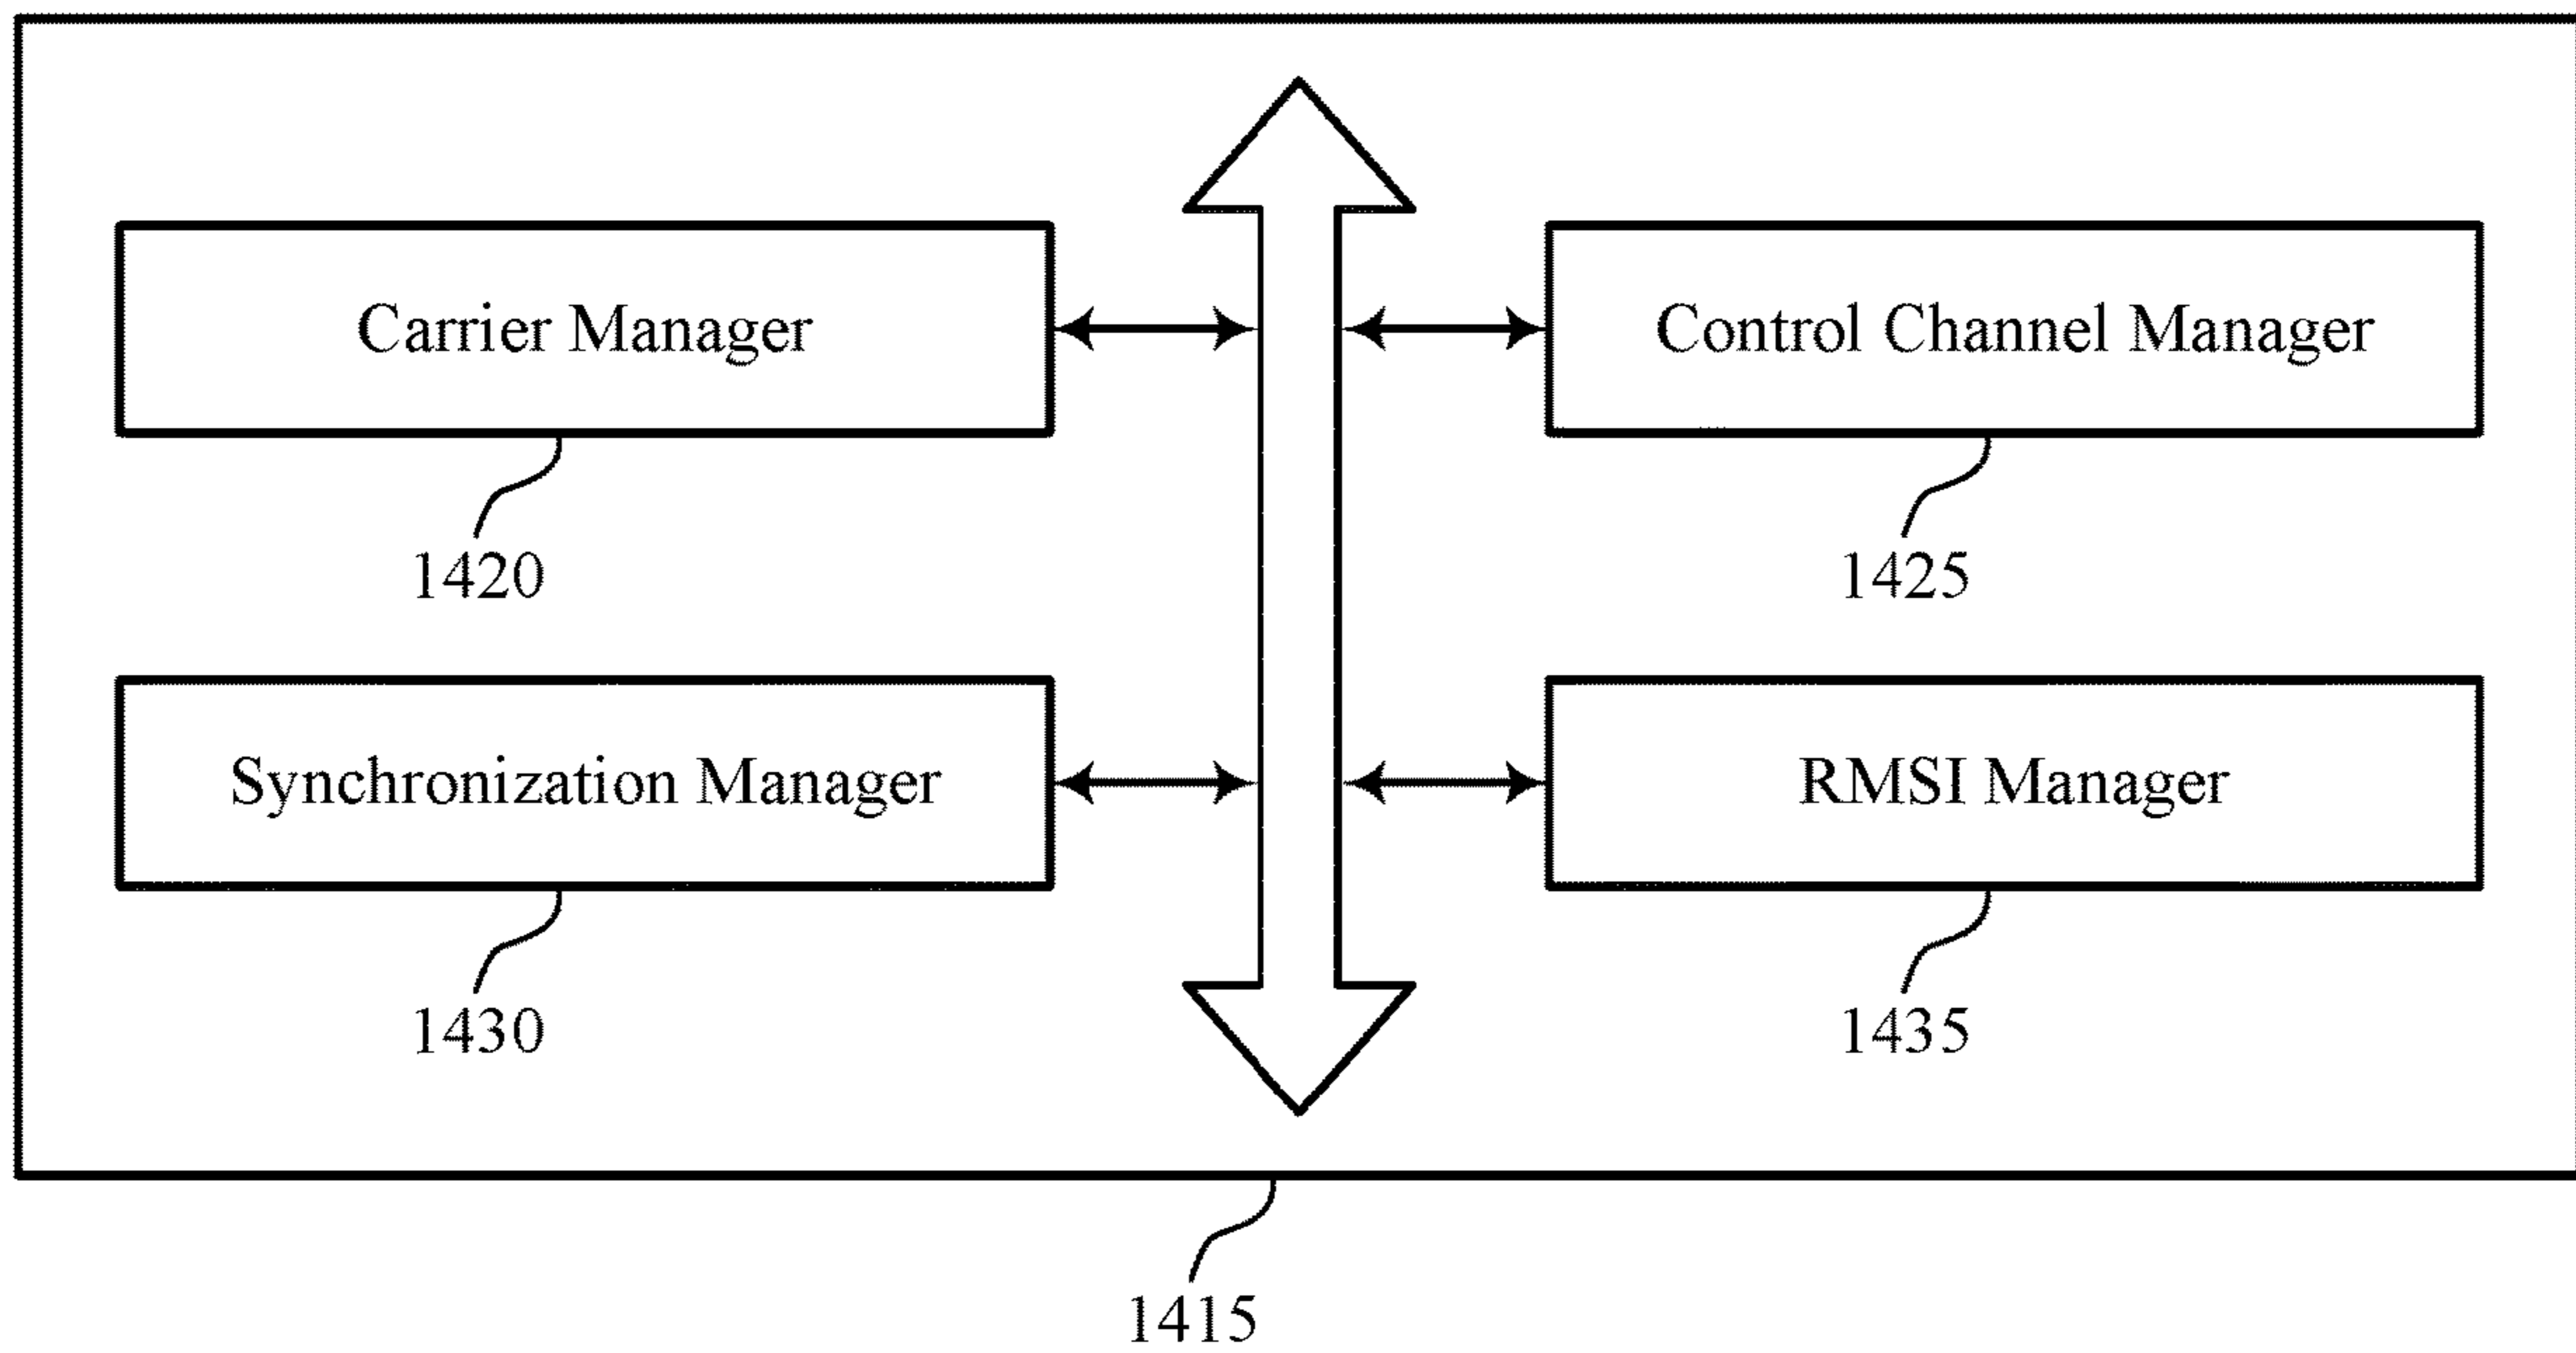 Carrier Manager
Control Channel Manager
1420
1425
Synchronization Manager
RMSI Manager
1430
1435
1415